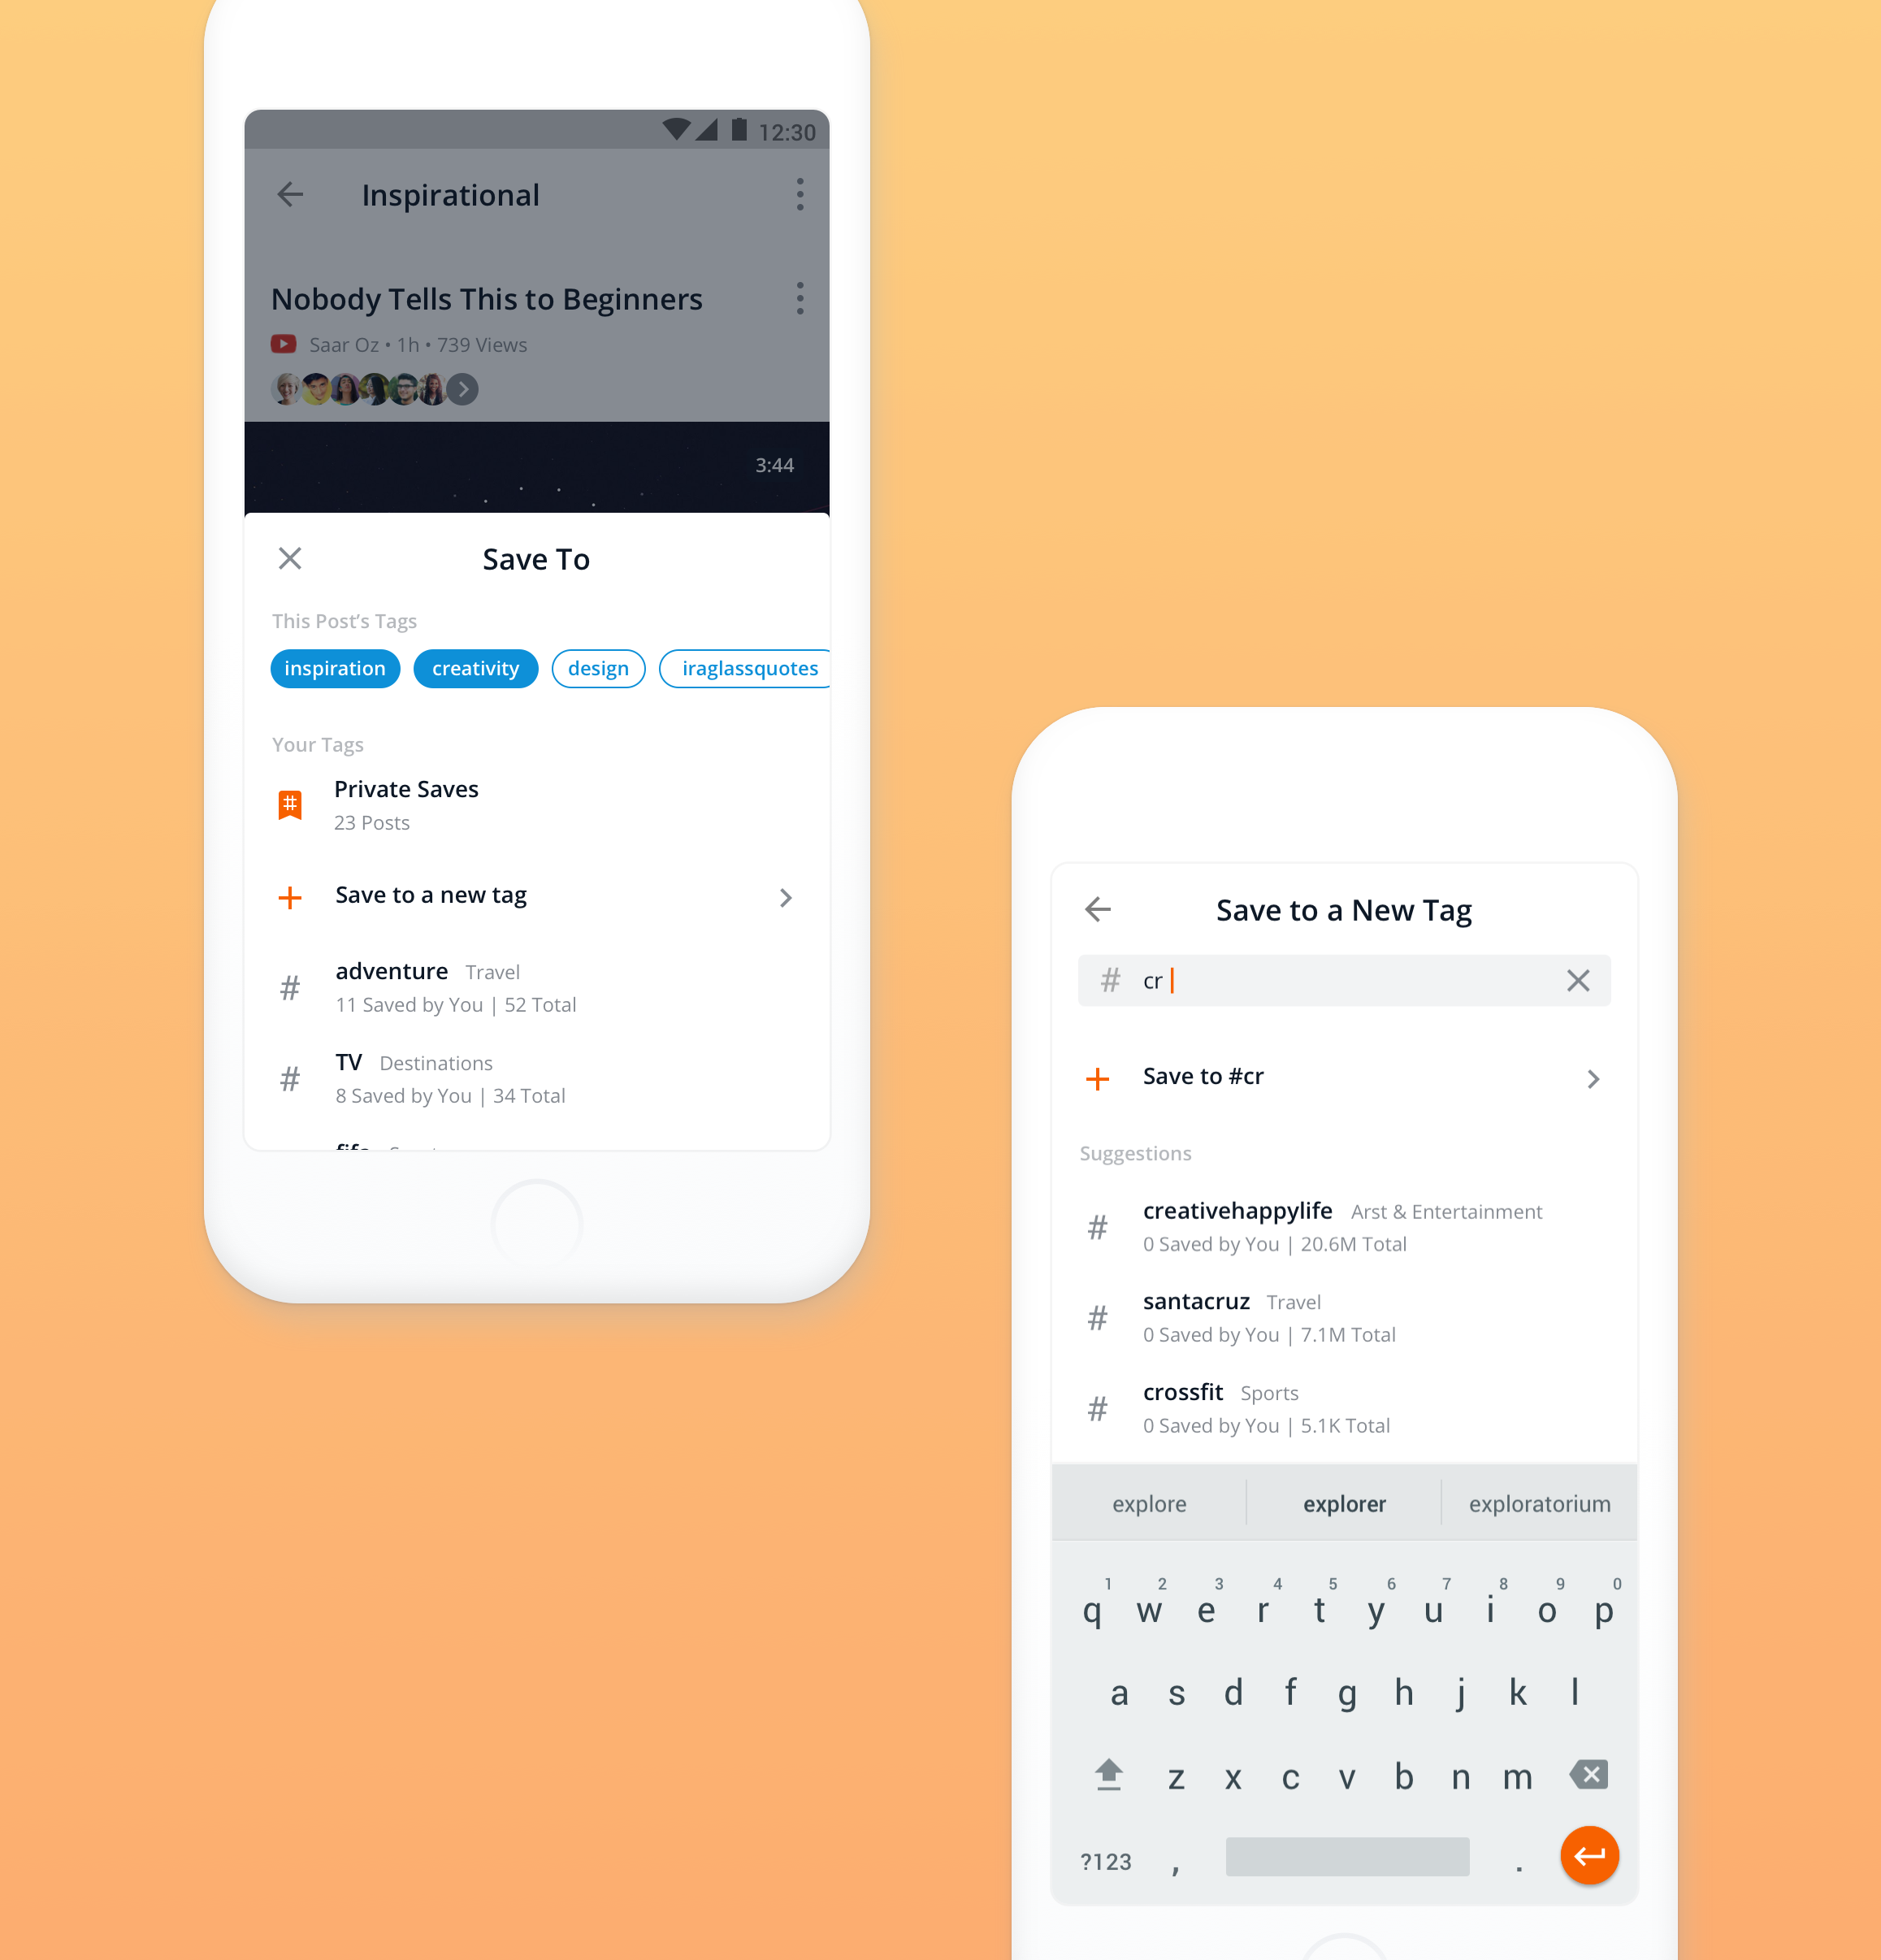 12:30
Inspirational
Nobody Tells This to Beginners
Saar Oz • 1h • 739 Views
3:44
Save To
This Post's Tags
inspiration creativity design iraglassquotes
Your Tags
Private Saves
23 Posts
Save to a new tag
# adventure Travel
11 Saved by You | 52 Total
# TV Destinations
8 Saved by You | 34 Total
Save to a New Tag
# cr
Save to #cr
Suggestions
# creativehappylife Arst & Entertainment
0 Saved by You | 20.6M Total
# santacruz Travel
0 Saved by You | 7.1M Total
# crossfit Sports
0 Saved by You | 5.1K Total
explore explorer exploratorium
1 2 3 4 5 6 7 8 9 0
q w e r t y u i o p
a s d f g h j k l
z x c v b n m
?123 , .